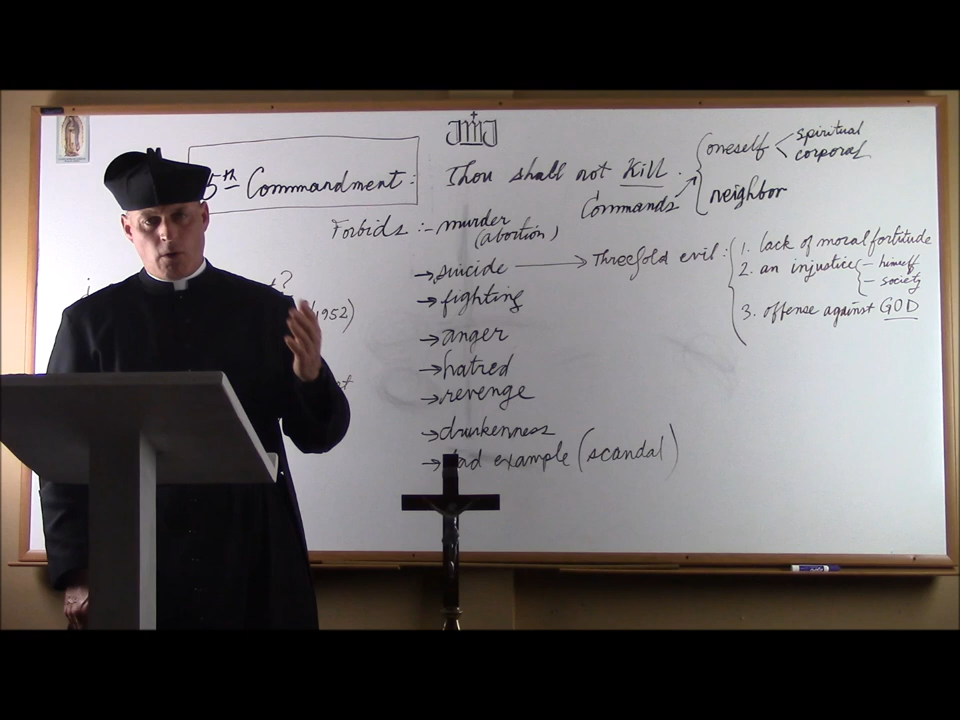 JMJ
5th Commandment:
Thou shall not Kill.
Commands
oneself
spiritual
corporal
neighbor
Forbids :- murder
(abortion)
→ suicide → Threefold evil :
1. lack of moral fortitude
2. an injustice
- himself
- society
3. offense against GOD
→ fighting
→ anger
→ hatred
→ revenge
→ drunkenness
→ bad example (scandal)
?
1952)